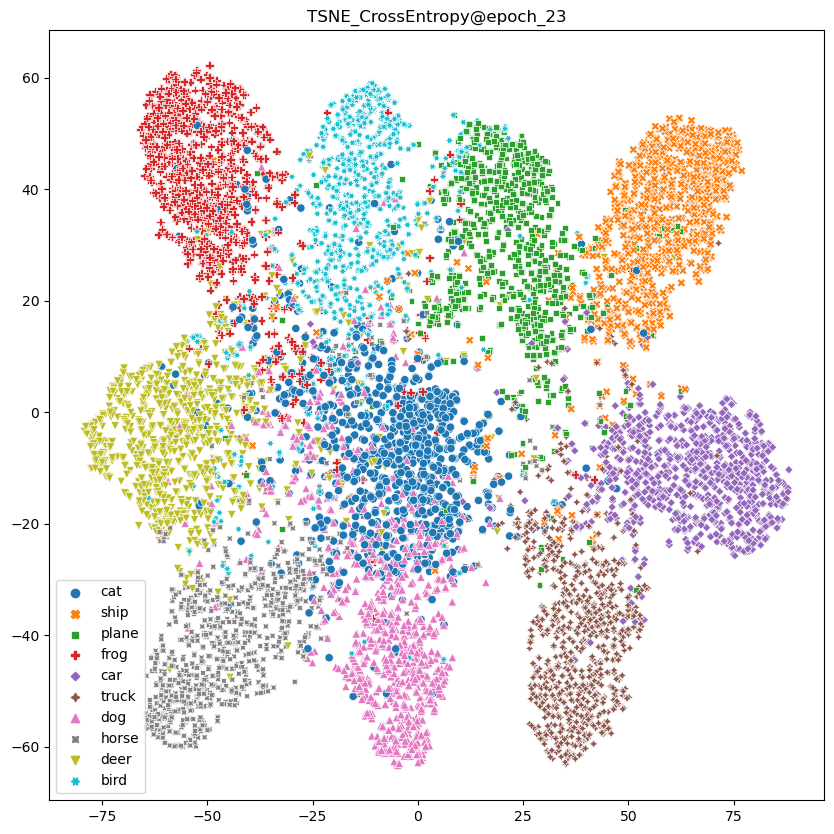 TSNE_CrossEntropy@epoch_23
60
40
20
0
−20
−40
−60
cat
ship
plane
frog
car
truck
dog
horse
deer
bird
−75 −50 −25 0 25 50 75